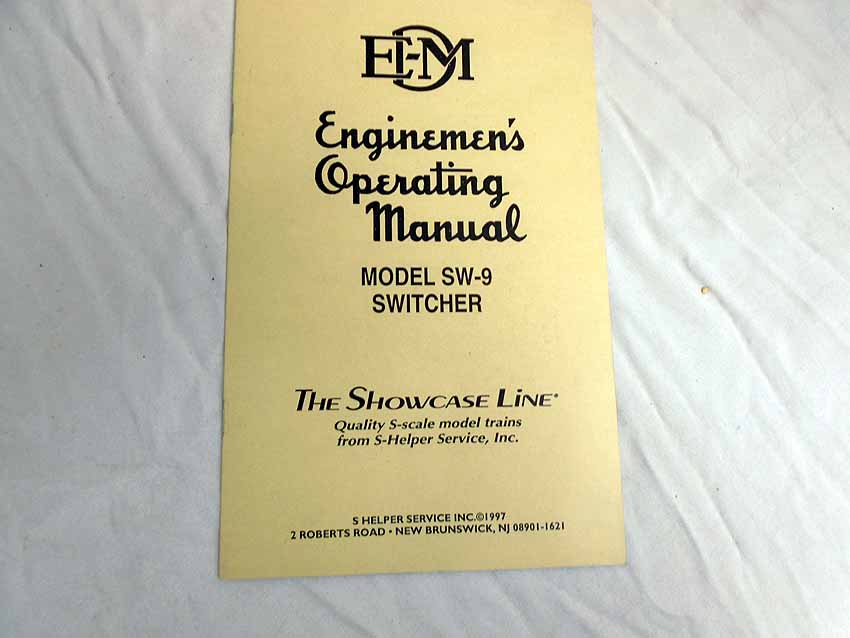 E-MD
Enginemen's
Operating
Manual
MODEL SW-9
SWITCHER
THE SHOWCASE LINE®
Quality S-scale model trains
from S-Helper Service, Inc.
S HELPER SERVICE INC.©1997
2 ROBERTS ROAD • NEW BRUNSWICK, NJ 08901-1621